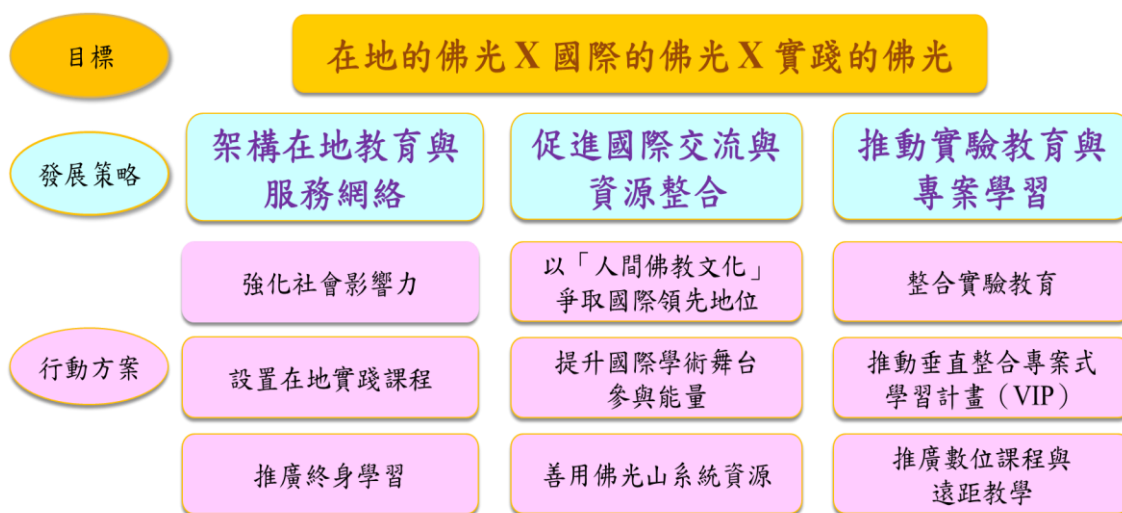 目標
在地的佛光 X 國際的佛光 X 實踐的佛光
發展策略
架構在地教育與
服務網絡
促進國際交流與
資源整合
推動實驗教育與
專案學習
行動方案
強化社會影響力
以「人間佛教文化」
爭取國際領先地位
整合實驗教育
設置在地實踐課程
提升國際學術舞台
參與能量
推動垂直整合專案式
學習計畫（VIP）
推廣終身學習
善用佛光山系統資源
推廣數位課程與
遠距教學